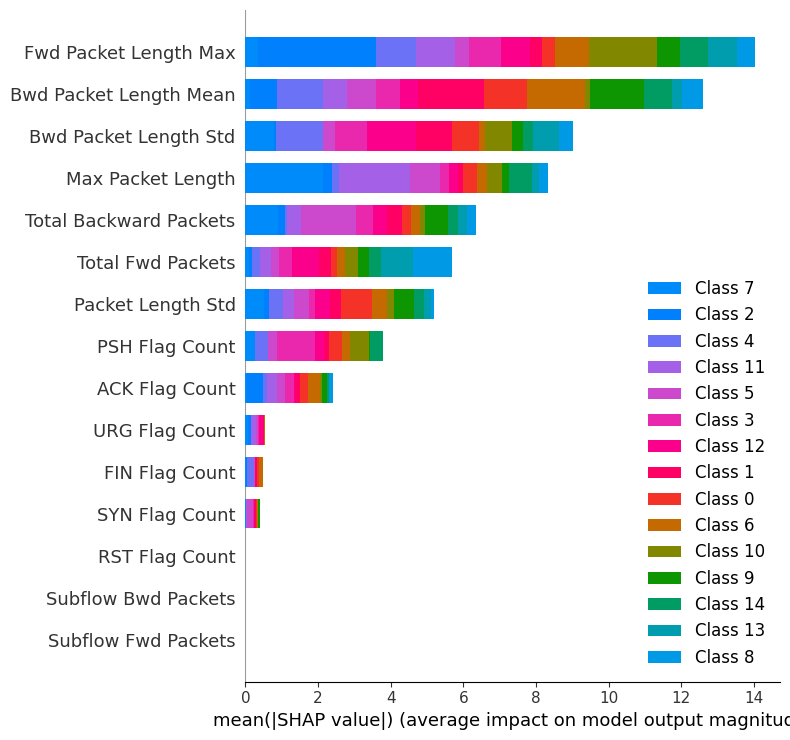 Fwd Packet Length Max
Bwd Packet Length Mean
Bwd Packet Length Std
Max Packet Length
Total Backward Packets
Total Fwd Packets
Packet Length Std
PSH Flag Count
ACK Flag Count
URG Flag Count
FIN Flag Count
SYN Flag Count
RST Flag Count
Subflow Bwd Packets
Subflow Fwd Packets
Class 7
Class 2
Class 4
Class 11
Class 5
Class 3
Class 12
Class 1
Class 0
Class 6
Class 10
Class 9
Class 14
Class 13
Class 8
0 2 4 6 8 10 12 14
mean(|SHAP value|) (average impact on model output magnitud